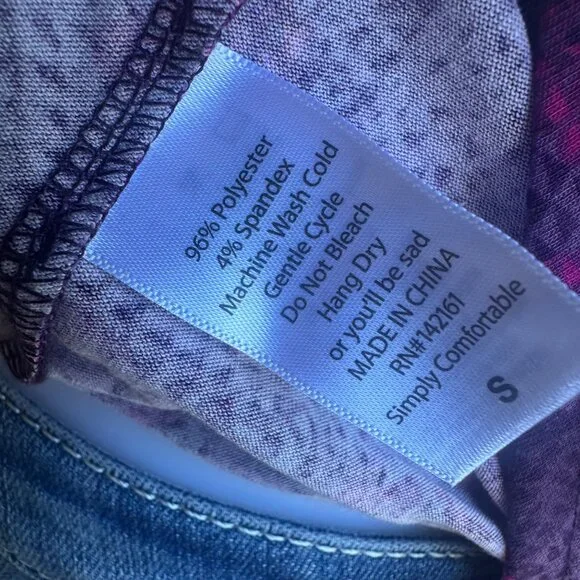 96% Polyester
4% Spandex
Machine Wash Cold
Gentle Cycle
Do Not Bleach
Hang Dry
or you'll be sad
MADE IN CHINA
RN#142161
Simply Comfortable
S